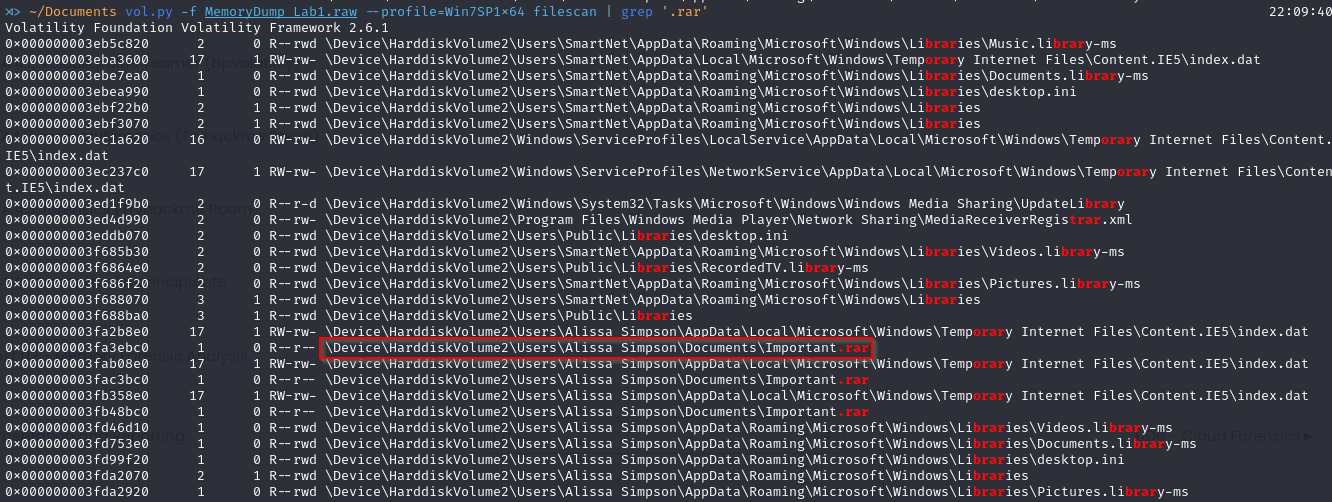 ~/Documents vol.py -f MemoryDump_Lab1.raw --profile=Win7SP1x64 filescan | grep '.rar' 22:09:40
Volatility Foundation Volatility Framework 2.6.1
0x000000003eb5c820 2 0 R--rwd \Device\HarddiskVolume2\Users\SmartNet\AppData\Roaming\Microsoft\Windows\Libraries\Music.library-ms
17 1 RW-rw- \Device\HarddiskVolume2\Users\SmartNet\AppData\Local\Microsoft\Windows\Temporary Internet Files\Content.IE5\index.dat
0x000000003ebe7ea0 1 0 R--rwd \Device\HarddiskVolume2\Users\SmartNet\AppData\Roaming\Microsoft\Windows\Libraries\Documents.library-ms
0x000000003ebea990 1 0 R--rwd \Device\HarddiskVolume2\Users\SmartNet\AppData\Roaming\Microsoft\Windows\Libraries\desktop.ini
0x000000003ebf22b0 2 1 R--rwd \Device\HarddiskVolume2\Users\SmartNet\AppData\Roaming\Microsoft\Windows\Libraries
0x000000003ebf3070 2 1 R--rwd \Device\HarddiskVolume2\Users\SmartNet\AppData\Roaming\Microsoft\Windows\Libraries
0x000000003ec1a620 16 0 RW-rw- \Device\HarddiskVolume2\Windows\ServiceProfiles\LocalService\AppData\Local\Microsoft\Windows\Temporary Internet Files\Content.
IE5\index.dat
0x000000003ec237c0 17 1 RW-rw- \Device\HarddiskVolume2\Windows\ServiceProfiles\NetworkService\AppData\Local\Microsoft\Windows\Temporary Internet Files\Conten
t.IE5\index.dat
0x000000003ed1f9b0 2 0 R--r-d \Device\HarddiskVolume2\Windows\System32\Tasks\Microsoft\Windows\Windows Media Sharing\UpdateLibrary
2 0 R--rw- \Device\HarddiskVolume2\Program Files\Windows Media Player\Network Sharing\MediaReceiverRegistrar.xml
0x000000003eddb070 2 0 R--rwd \Device\HarddiskVolume2\Users\Public\Libraries\desktop.ini
0x000000003f685b30 2 0 R--rwd \Device\HarddiskVolume2\Users\SmartNet\AppData\Roaming\Microsoft\Windows\Libraries\Videos.library-ms
0x000000003f6864e0 2 0 R--rwd \Device\HarddiskVolume2\Users\Public\Libraries\RecordedTV.library-ms
0x000000003f686f20 2 0 R--rwd \Device\HarddiskVolume2\Users\SmartNet\AppData\Roaming\Microsoft\Windows\Libraries\Pictures.library-ms
0x000000003f688070 3 1 R--rwd \Device\HarddiskVolume2\Users\SmartNet\AppData\Roaming\Microsoft\Windows\Libraries
0x000000003f688ba0 3 1 R--rwd \Device\HarddiskVolume2\Users\Public\Libraries
0x000000003fa2b8e0 17 1 RW-rw- \Device\HarddiskVolume2\Users\Alissa Simpson\AppData\Local\Microsoft\Windows\Temporary Internet Files\Content.IE5\index.dat
0x000000003fa3ebc0 1 0 R--r-- \Device\HarddiskVolume2\Users\Alissa Simpson\Documents\Important.rar
0x000000003fab08e0 17 1 RW-rw- \Device\HarddiskVolume2\Users\Alissa Simpson\AppData\Local\Microsoft\Windows\Temporary Internet Files\Content.IE5\index.dat
0x000000003fac3bc0 1 0 R--r-- \Device\HarddiskVolume2\Users\Alissa Simpson\Documents\Important.rar
0x000000003fb358e0 17 1 RW-rw- \Device\HarddiskVolume2\Users\Alissa Simpson\AppData\Local\Microsoft\Windows\Temporary Internet Files\Content.IE5\index.dat
0x000000003fb48bc0 1 0 R--r-- \Device\HarddiskVolume2\Users\Alissa Simpson\Documents\Important.rar
0x000000003fd46d10 1 0 R--rwd \Device\HarddiskVolume2\Users\Alissa Simpson\AppData\Roaming\Microsoft\Windows\Libraries\Videos.library-ms
0x000000003fd753e0 1 0 R--rwd \Device\HarddiskVolume2\Users\Alissa Simpson\AppData\Roaming\Microsoft\Windows\Libraries\Documents.library-ms
0x000000003fd99f20 1 0 R--rwd \Device\HarddiskVolume2\Users\Alissa Simpson\AppData\Roaming\Microsoft\Windows\Libraries\desktop.ini
0x000000003fda2070 2 1 R--rwd \Device\HarddiskVolume2\Users\Alissa Simpson\AppData\Roaming\Microsoft\Windows\Libraries
0x000000003fda2920 1 0 R--rwd \Device\HarddiskVolume2\Users\Alissa Simpson\AppData\Roaming\Microsoft\Windows\Libraries\Pictures.library-ms